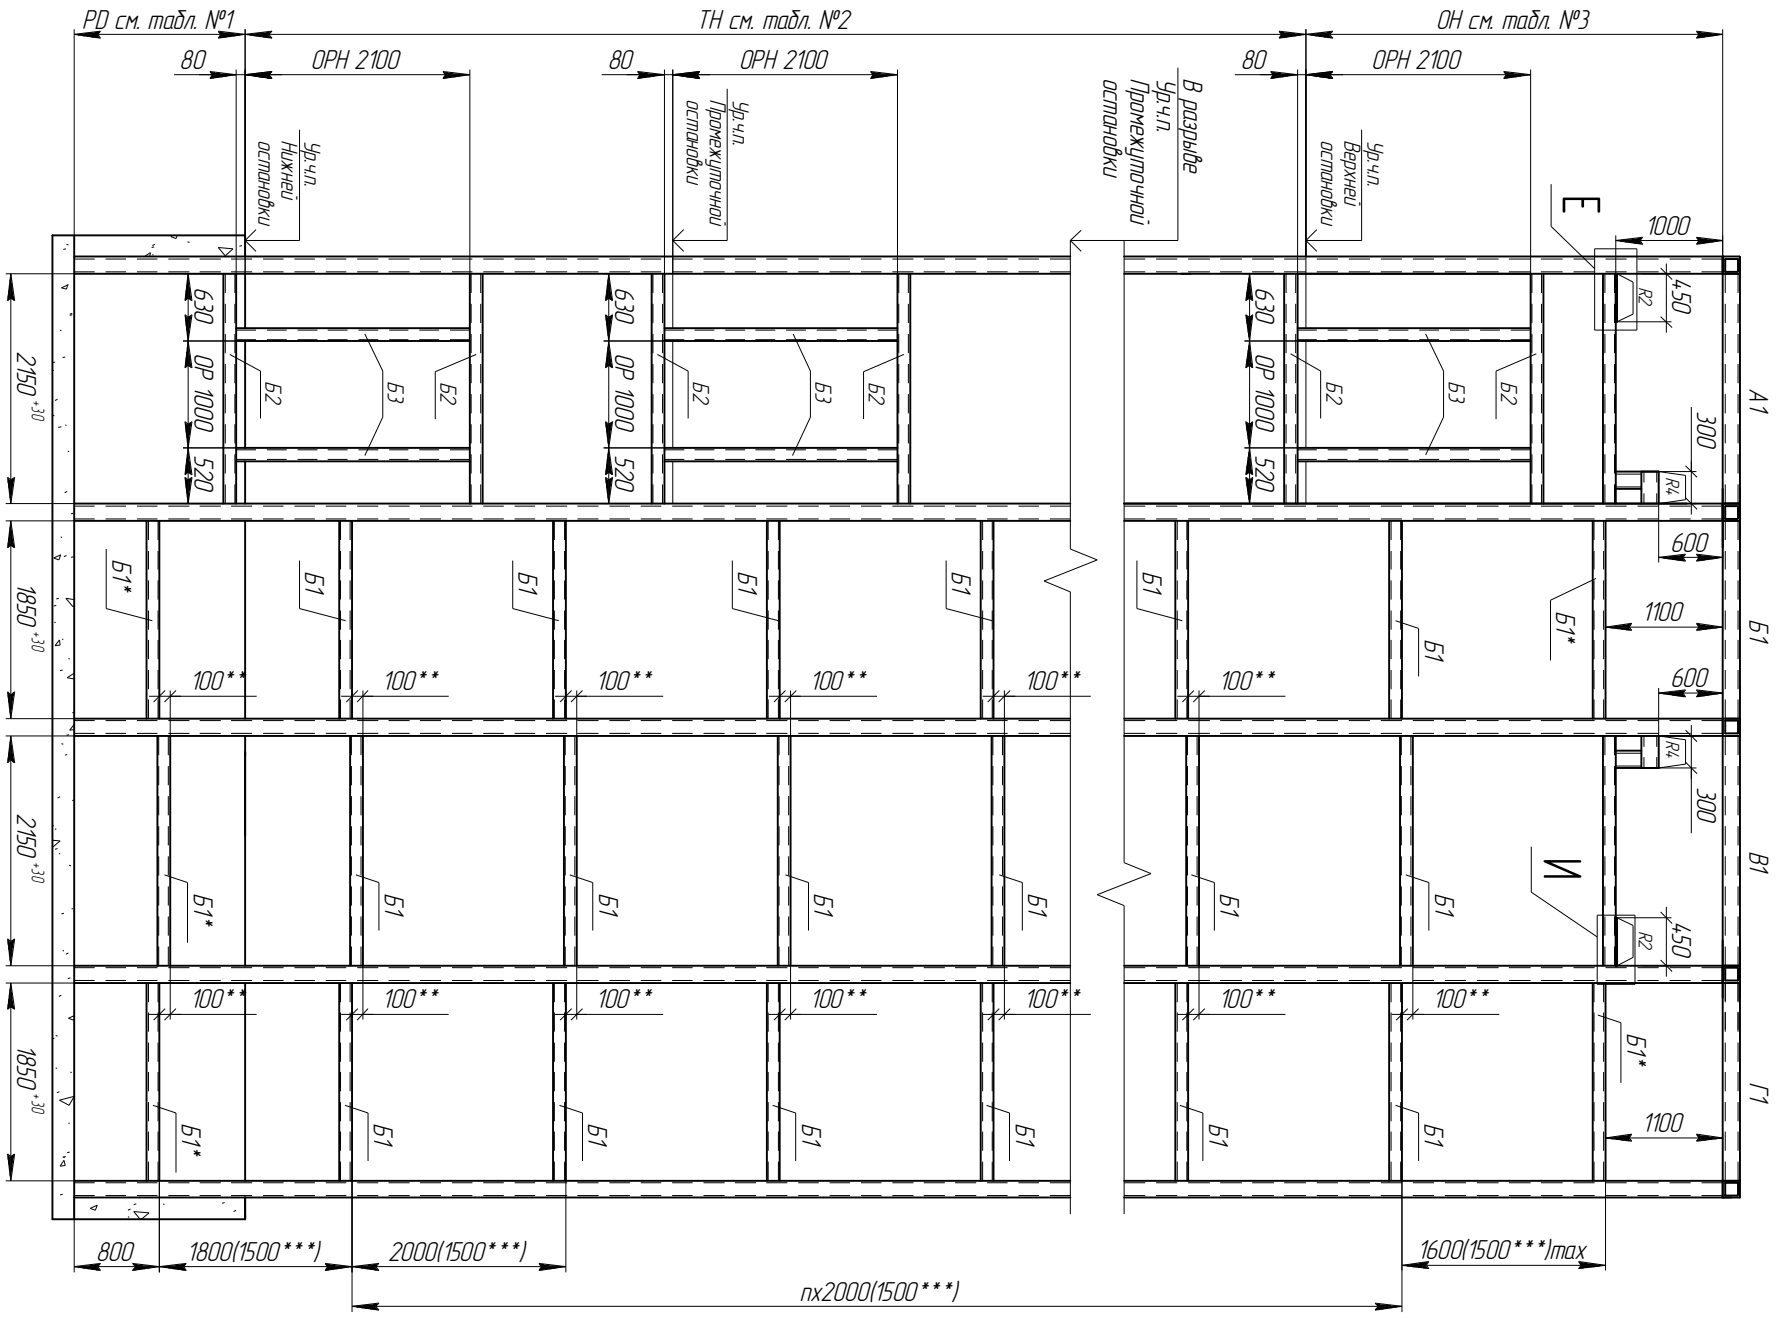 PD см. табл. №1
ТН см. табл. №2
ОН см. табл. №3
80
ОРН 2100
80
ОРН 2100
80
ОРН 2100
Ур.ч.п.
Нижней
остановки
Ур.ч.п.
Промежуточной
остановки
В разрыве
Ур.ч.п.
Промежуточной
остановки
Ур.ч.п.
Верхней
остановки
Е
1000
450
R2
630
ОР 1000
520
Б2
Б3
Б2
630
ОР 1000
520
Б2
Б3
Б2
630
ОР 1000
520
Б2
Б3
Б2
300
R4
А1
2150 +30
600
1100
600
Б1*
Б1
Б1
Б1
Б1
Б1
Б1
Б1*
Б1
1850 +30
100**
100**
100**
100**
100**
100**
R4
300
В1
И
450
R2
2150 +30
Б1*
Б1
Б1
Б1
Б1
Б1
Б1
100**
100**
100**
100**
100**
100**
100**
Б1*
Г1
1100
1850 +30
Б1*
Б1
Б1
Б1
Б1
Б1
Б1
800
1800(1500***)
2000(1500***)
1600(1500***)max
nx2000(1500***)